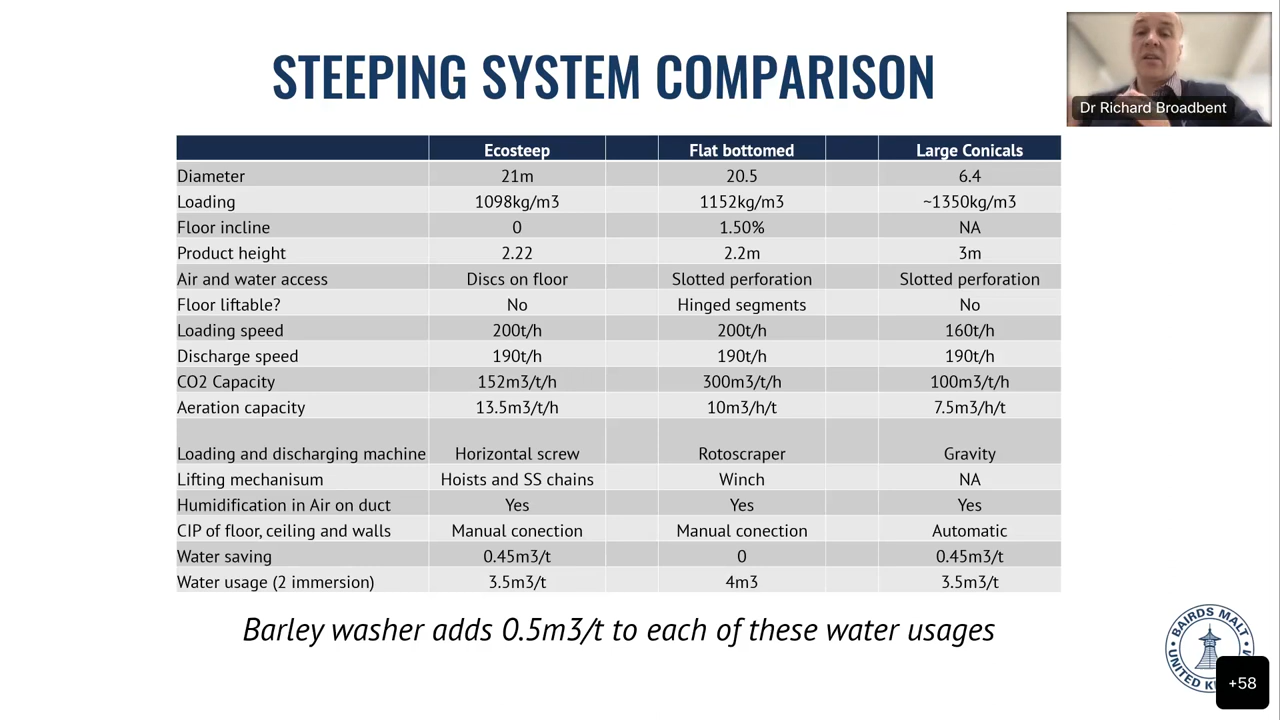 STEEPING SYSTEM COMPARISON
Dr Richard Broadbent
Ecosteep Flat bottomed Large Conicals
Diameter 21m 20.5 6.4
Loading 1098kg/m3 1152kg/m3 ~1350kg/m3
Floor incline 0 1.50% NA
Product height 2.22 2.2m 3m
Air and water access Discs on floor Slotted perforation Slotted perforation
Floor liftable? No Hinged segments No
Loading speed 200t/h 200t/h 160t/h
Discharge speed 190t/h 190t/h 190t/h
CO2 Capacity 152m3/t/h 300m3/t/h 100m3/t/h
Aeration capacity 13.5m3/t/h 10m3/h/t 7.5m3/h/t
Loading and discharging machine Horizontal screw Rotoscraper Gravity
Lifting mechanisum Hoists and SS chains Winch NA
Humidification in Air on duct Yes Yes Yes
CIP of floor, ceiling and walls Manual conection Manual conection Automatic
Water saving 0.45m3/t 0 0.45m3/t
Water usage (2 immersion) 3.5m3/t 4m3 3.5m3/t
Barley washer adds 0.5m3/t to each of these water usages
BAIRDS MALT
UNITED
+58